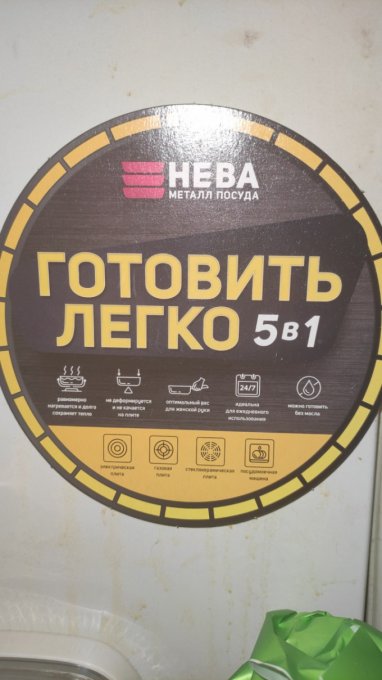 НЕВА
МЕТАЛЛ ПОСУДА
ГОТОВИТЬ
ЛЕГКО 5в1
равномерно
нагревается и долго
сохраняет тепло
не деформируется
и не качается
на плите
оптимальный вес
для женской руки
24/7
идеальна
для ежедневного
использования
можно готовить
без масла
электрическая
плита
газовая
плита
стеклокерамическая
плита
посудомоечная
машина